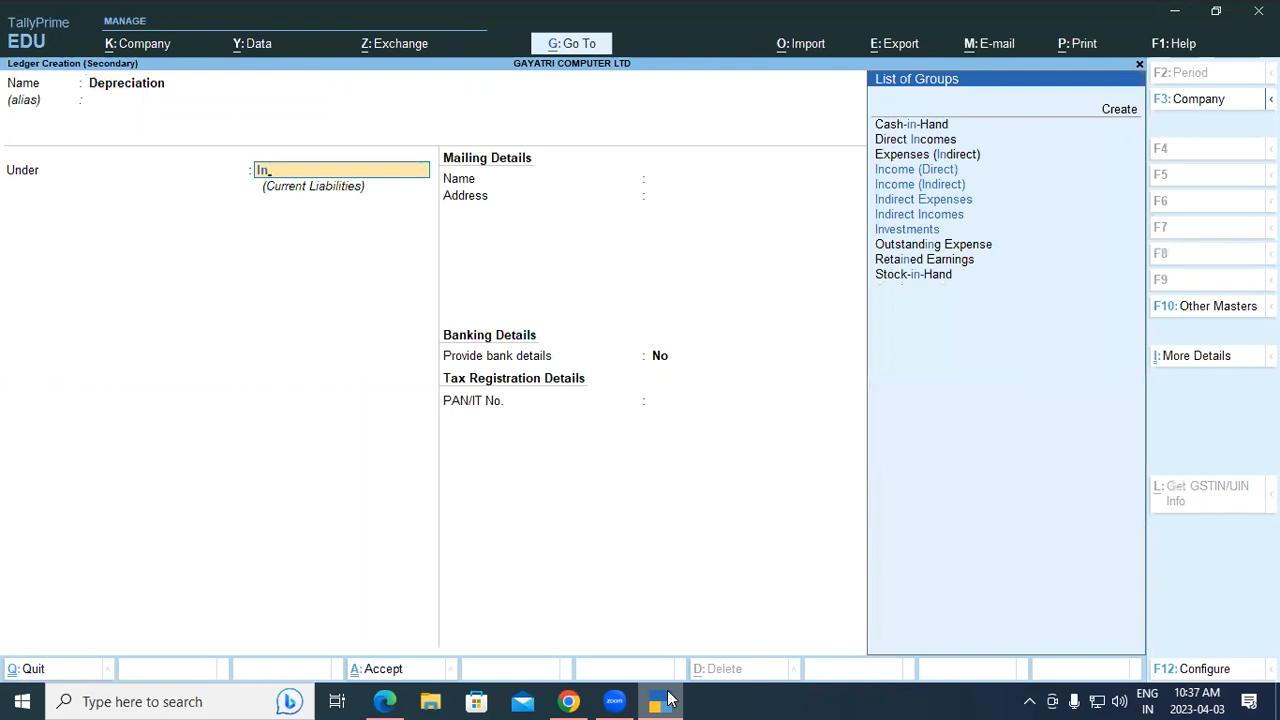 TallyPrime
EDU
MANAGE
K: Company
Y: Data
Z: Exchange
G: Go To
O: Import
E: Export
M: E-mail
P: Print
F1: Help
Ledger Creation (Secondary)
GAYATRI COMPUTER LTD
Name : Depreciation
(alias) :
Under : In
(Current Liabilities)
Mailing Details
Name :
Address :
Banking Details
Provide bank details : No
Tax Registration Details
PAN/IT No. :
List of Groups
Create
Cash-in-Hand
Direct Incomes
Expenses (Indirect)
Income (Direct)
Income (Indirect)
Indirect Expenses
Indirect Incomes
Investments
Outstanding Expense
Retained Earnings
Stock-in-Hand
F2: Period
F3: Company
F4
F5
F6
F7
F8
F9
F10: Other Masters
I: More Details
L: Get GSTIN/UIN
Info
F12: Configure
Q: Quit
A: Accept
D: Delete
Type here to search
zoom
ENG
IN
10:37 AM
2023-04-03